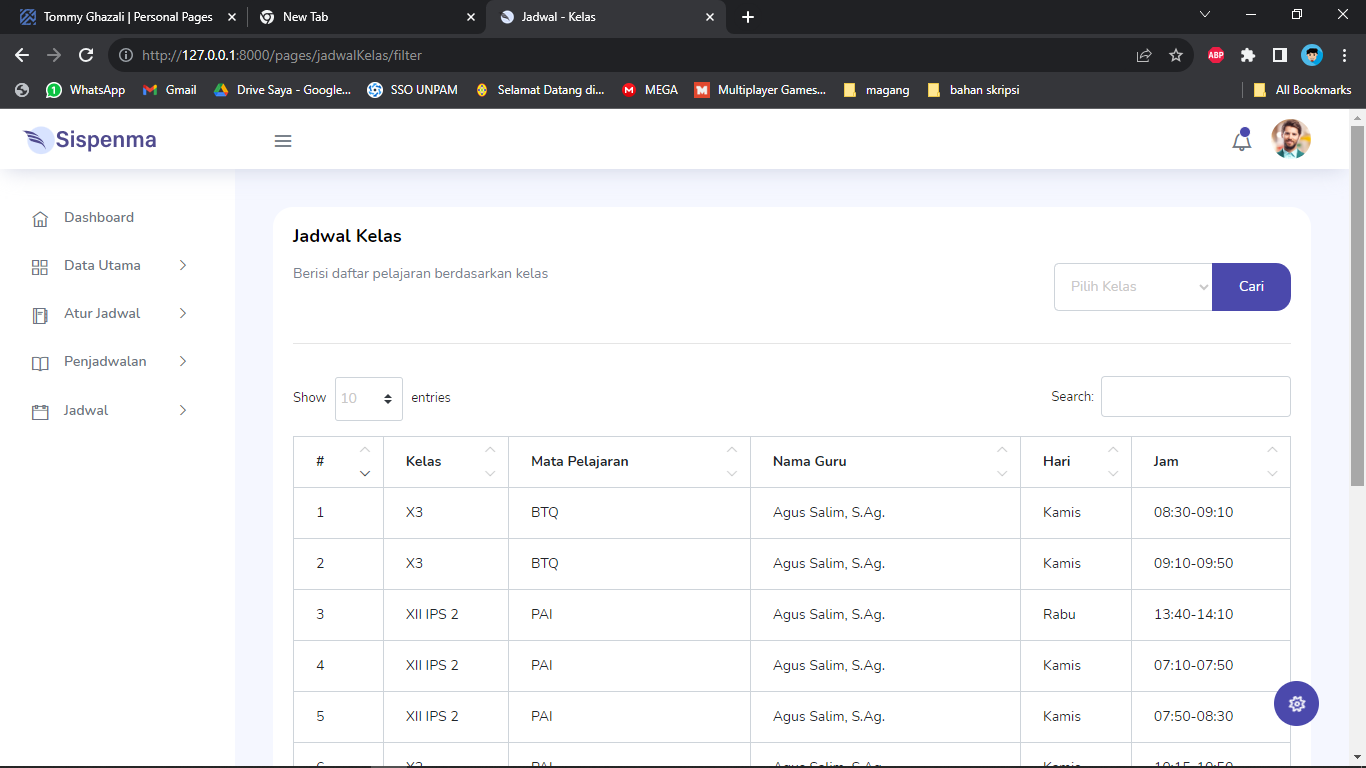 Tommy Ghazali | Personal Pages
New Tab
Jadwal - Kelas
http://127.0.0.1:8000/pages/jadwalKelas/filter
ABP
WhatsApp
Gmail
Drive Saya - Google...
SSO UNPAM
Selamat Datang di...
MEGA
Multiplayer Games...
magang
bahan skripsi
All Bookmarks
Sispenma
Dashboard
Data Utama
Atur Jadwal
Penjadwalan
Jadwal
Jadwal Kelas
Berisi daftar pelajaran berdasarkan kelas
Pilih Kelas
Cari
Show 10 entries
Search:
# Kelas Mata Pelajaran Nama Guru Hari Jam
1 X3 BTQ Agus Salim, S.Ag. Kamis 08:30-09:10
2 X3 BTQ Agus Salim, S.Ag. Kamis 09:10-09:50
3 XII IPS 2 PAI Agus Salim, S.Ag. Rabu 13:40-14:10
4 XII IPS 2 PAI Agus Salim, S.Ag. Kamis 07:10-07:50
5 XII IPS 2 PAI Agus Salim, S.Ag. Kamis 07:50-08:30